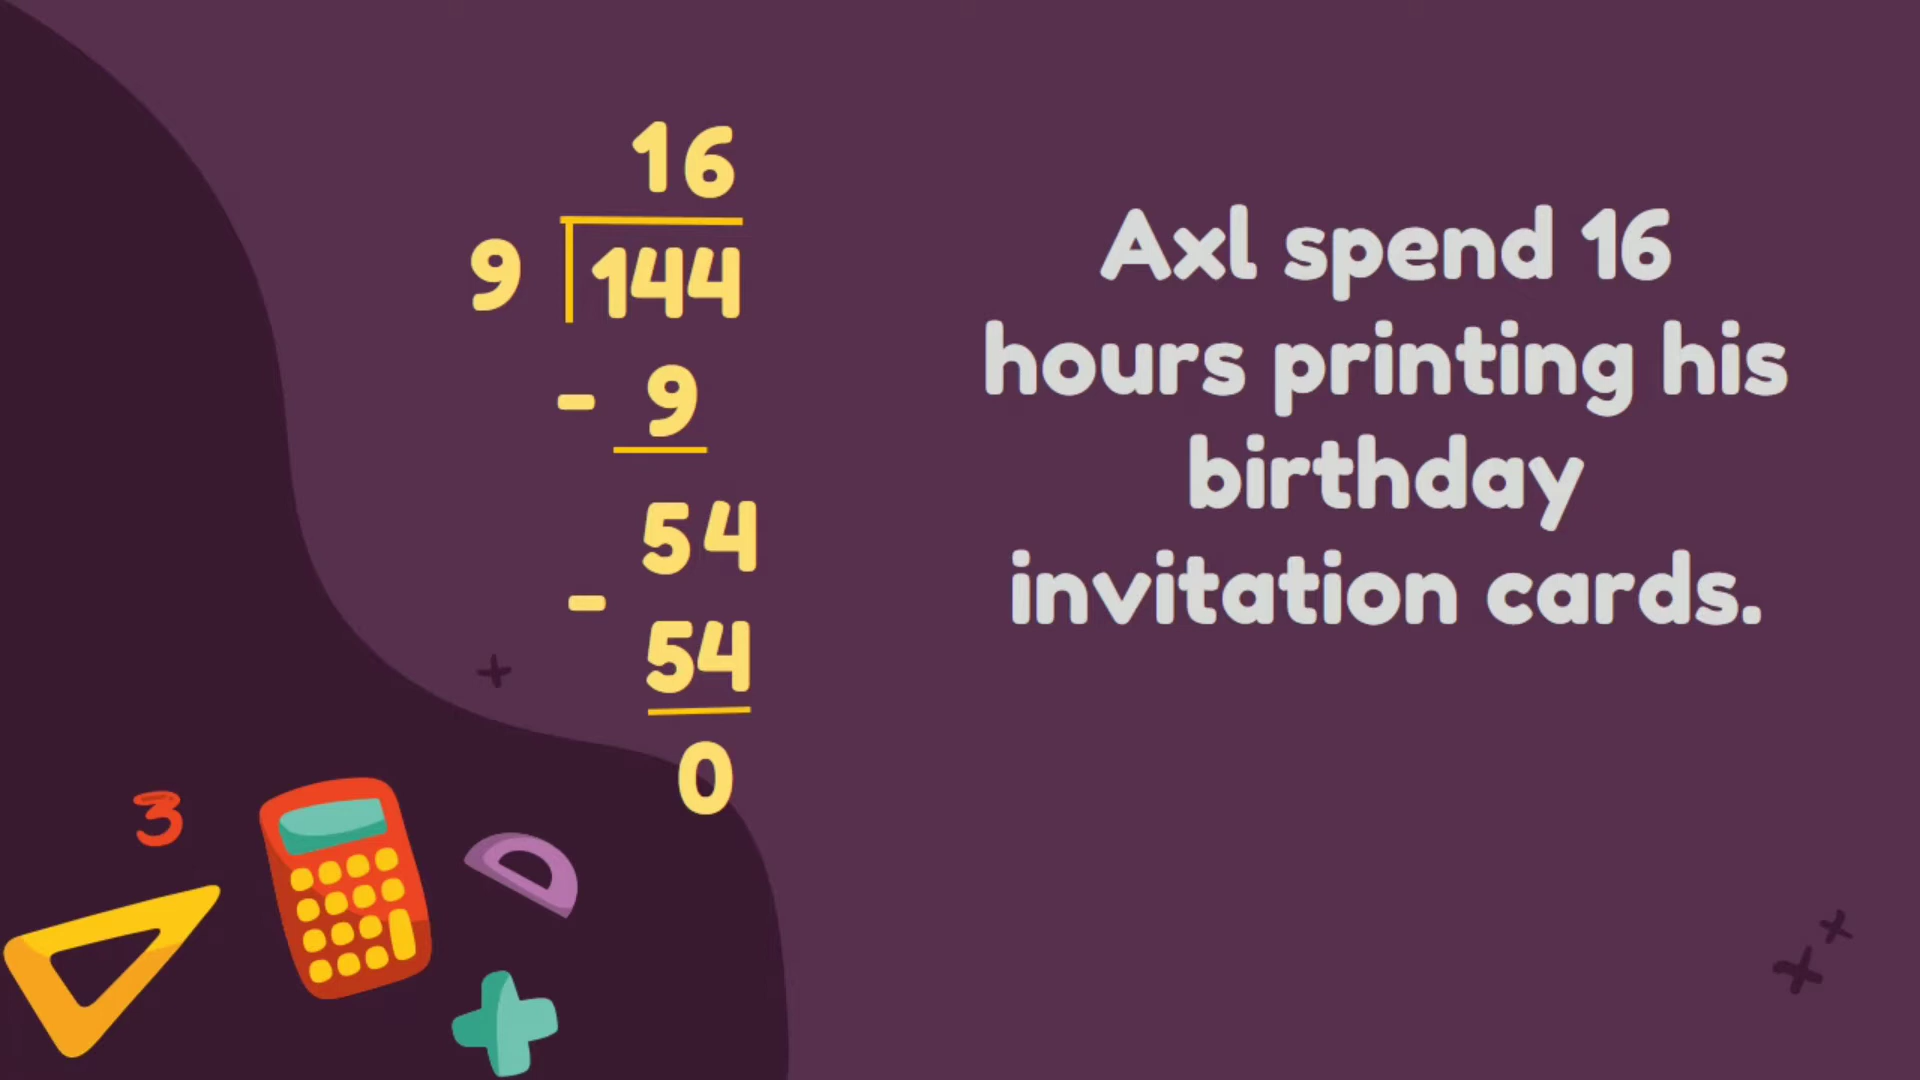 16
9 144
- 9
54
-
54
0
Axl spend 16
hours printing his
birthday
invitation cards.
3